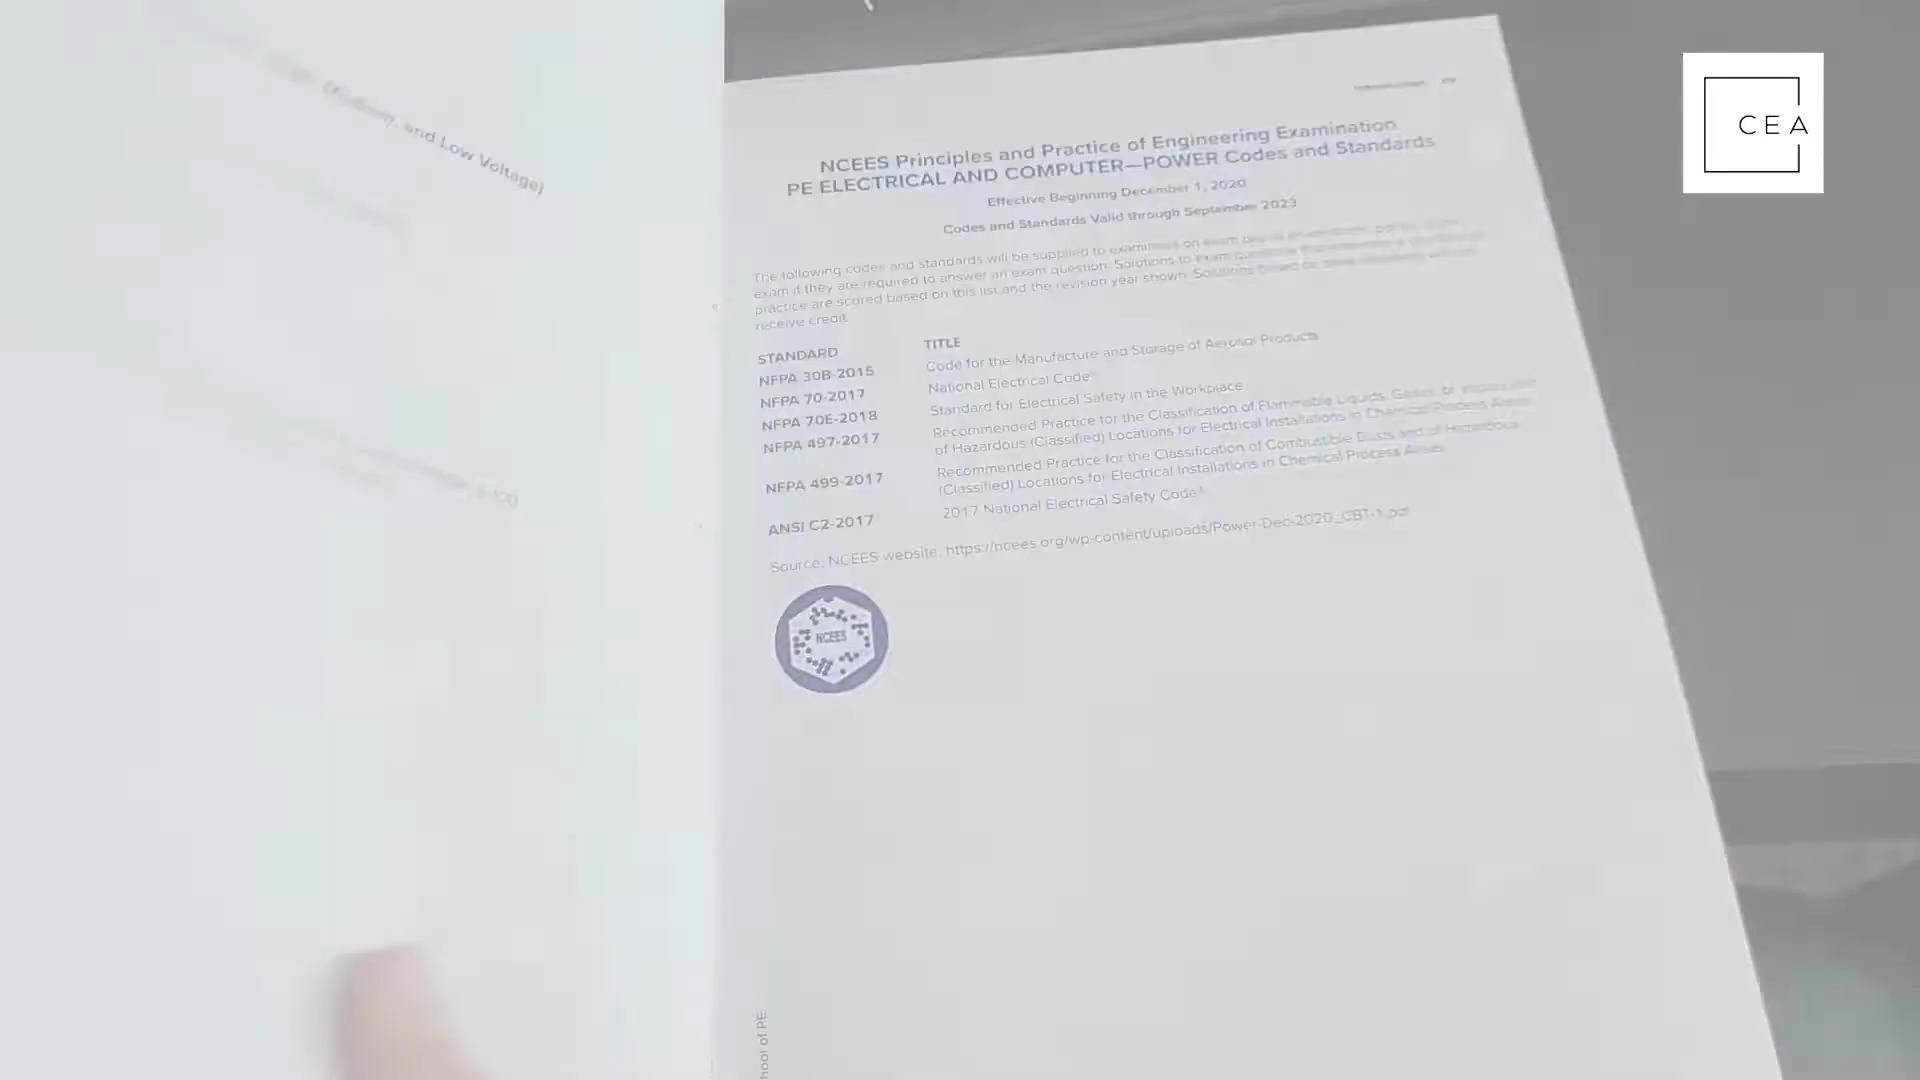 and Low Voltage)
NCEES Principles and Practice of Engineering Examination
PE ELECTRICAL AND COMPUTER—POWER Codes and Standards
Effective Beginning December 1, 2020
Codes and Standards Valid through September 2023
The following codes and standards will be supplied to examinees on exam
exam if they are required to answer an exam question. Solutions to exam questions
practice are scored based on this list and the revision year shown. Solutions based on
receive credit.
STANDARD TITLE
NFPA 30B-2015 Code for the Manufacture and Storage of Aerosol Products
NFPA 70-2017 National Electrical Code®
NFPA 70E-2018 Standard for Electrical Safety in the Workplace
NFPA 497-2017 Recommended Practice for the Classification of Flammable Liquids, Gases, or Vapors and
of Hazardous (Classified) Locations for Electrical Installations in Chemical Process Areas
NFPA 499-2017 Recommended Practice for the Classification of Combustible Dusts and of Hazardous
(Classified) Locations for Electrical Installations in Chemical Process Areas
ANSI C2-2017 2017 National Electrical Safety Code®
Source: NCEES website, https://ncees.org/wp-content/uploads/Power-Dec-2020_CBT-1.pdf
NCEES
hool of PE
CEA